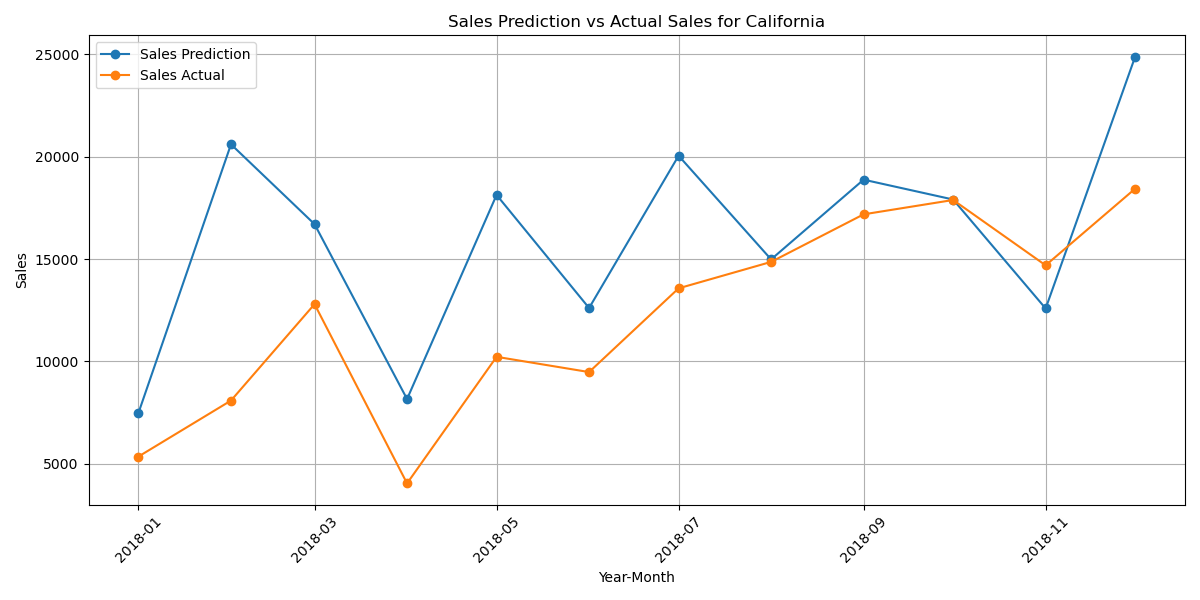 Sales Prediction vs Actual Sales for California
Sales Prediction
Sales Actual
25000
20000
15000
10000
5000
Sales
2018-01
2018-03
2018-05
2018-07
2018-09
2018-11
Year-Month